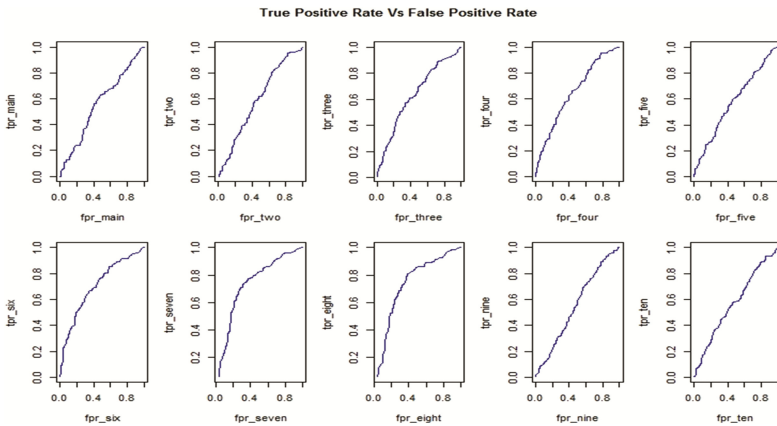 True Positive Rate Vs False Positive Rate
tpr_main
0.0 0.2 0.4 0.6 0.8 1.0
0.0 0.4 0.8
fpr_main
tpr_two
0.0 0.2 0.4 0.6 0.8 1.0
0.0 0.4 0.8
fpr_two
tpr_three
0.0 0.2 0.4 0.6 0.8 1.0
0.0 0.4 0.8
fpr_three
tpr_four
0.0 0.2 0.4 0.6 0.8 1.0
0.0 0.4 0.8
fpr_four
tpr_five
0.0 0.2 0.4 0.6 0.8 1.0
0.0 0.4 0.8
fpr_five
tpr_six
0.0 0.2 0.4 0.6 0.8 1.0
0.0 0.4 0.8
fpr_six
tpr_seven
0.2 0.4 0.6 0.8 1.0
0.0 0.4 0.8
fpr_seven
tpr_eight
0.2 0.4 0.6 0.8 1.0
0.0 0.4 0.8
fpr_eight
tpr_nine
0.0 0.2 0.4 0.6 0.8 1.0
0.0 0.4 0.8
fpr_nine
tpr_ten
0.0 0.2 0.4 0.6 0.8 1.0
0.0 0.4 0.8
fpr_ten